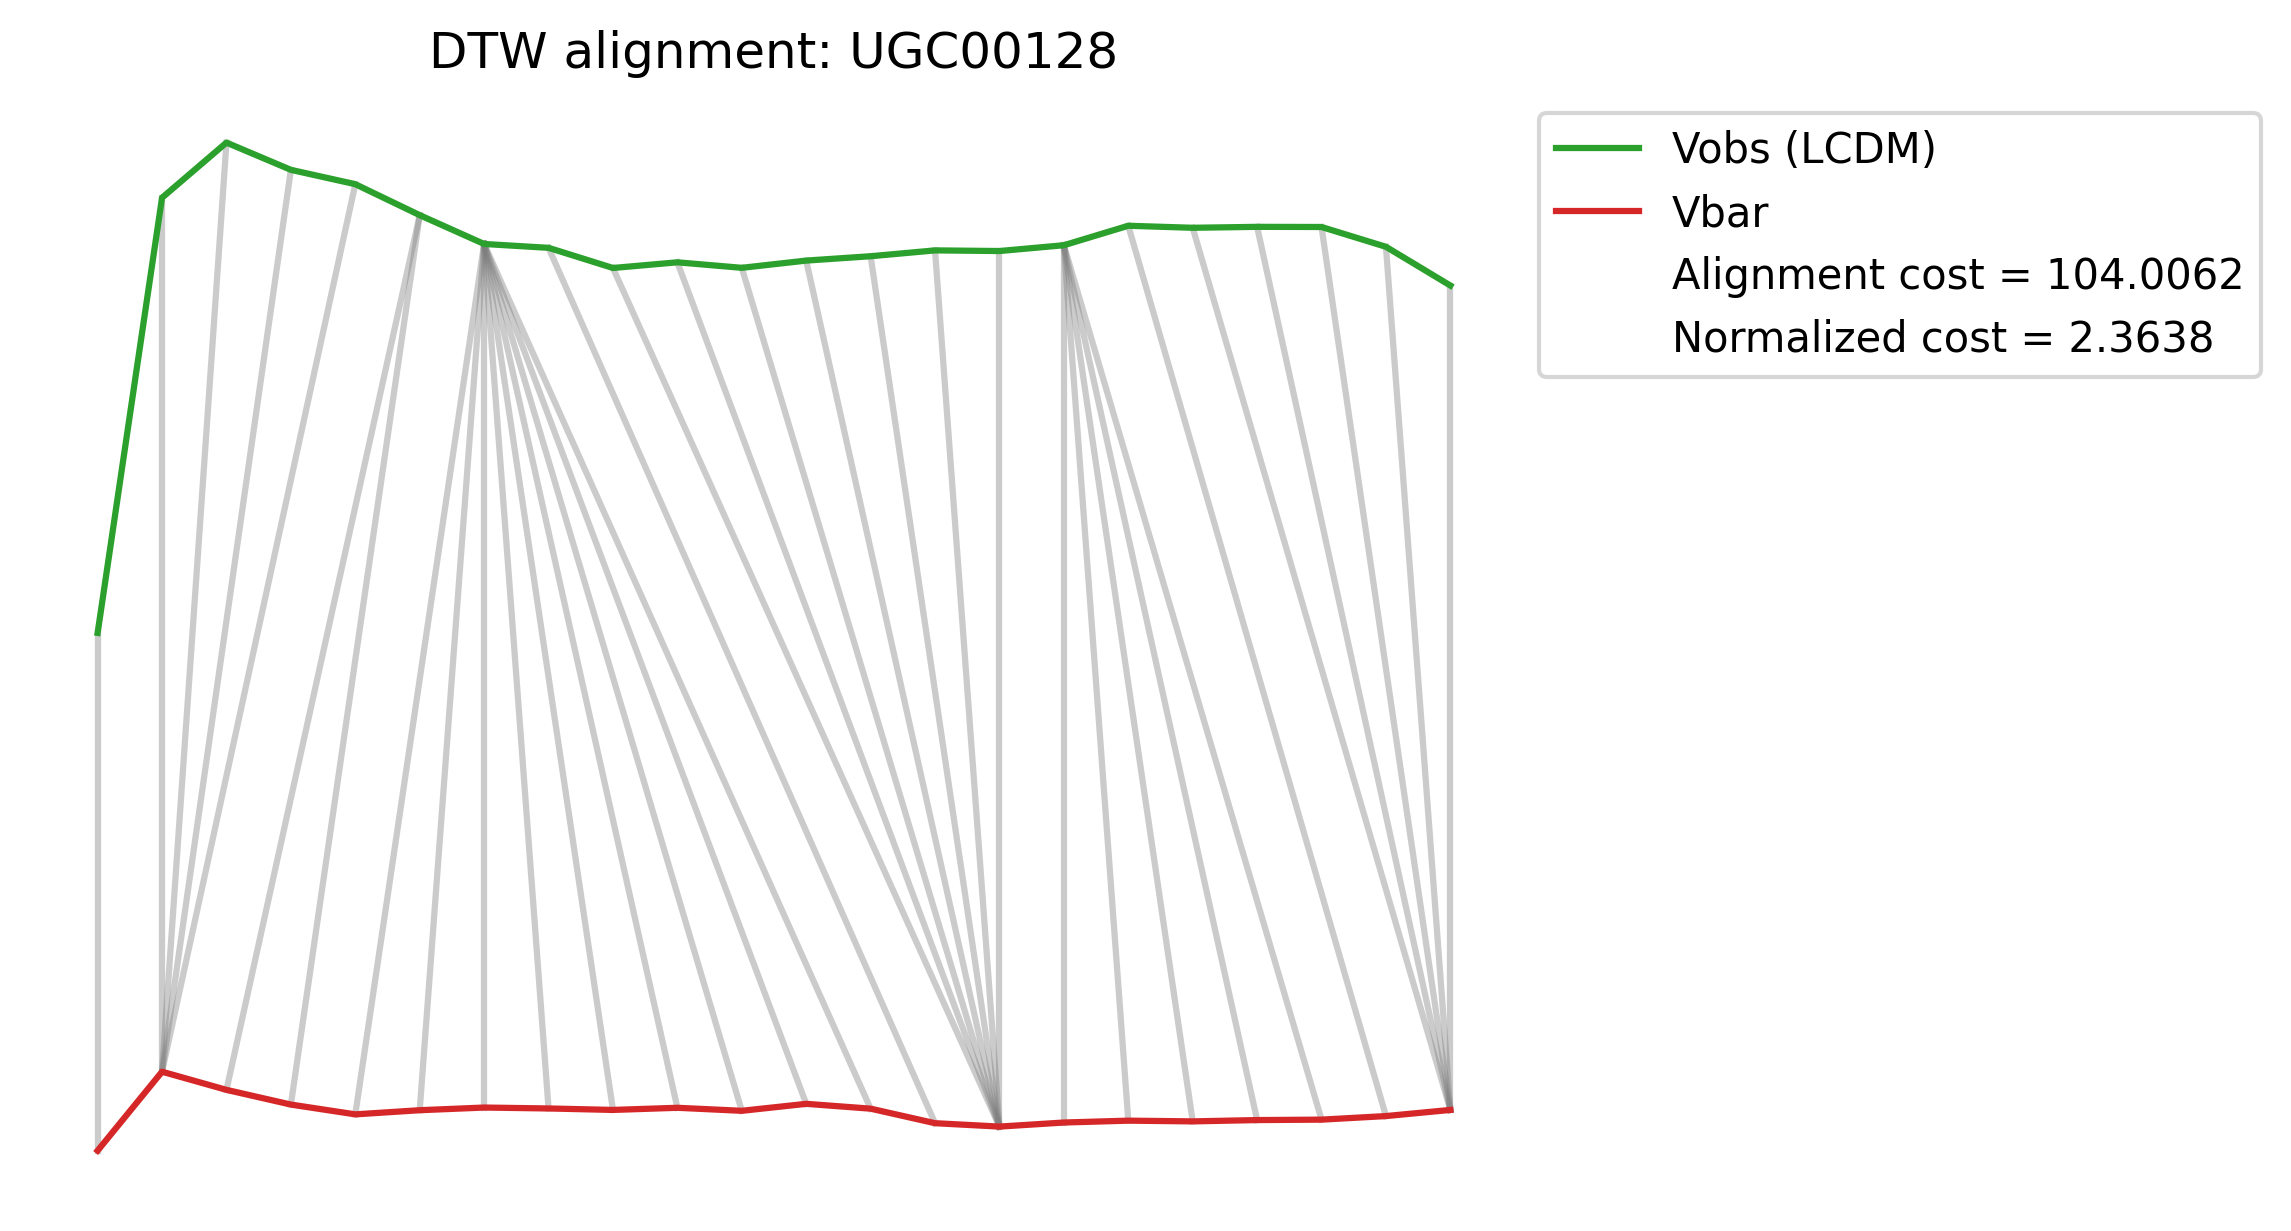 DTW alignment: UGC00128
Vobs (LCDM)
Vbar
Alignment cost = 104.0062
Normalized cost = 2.3638